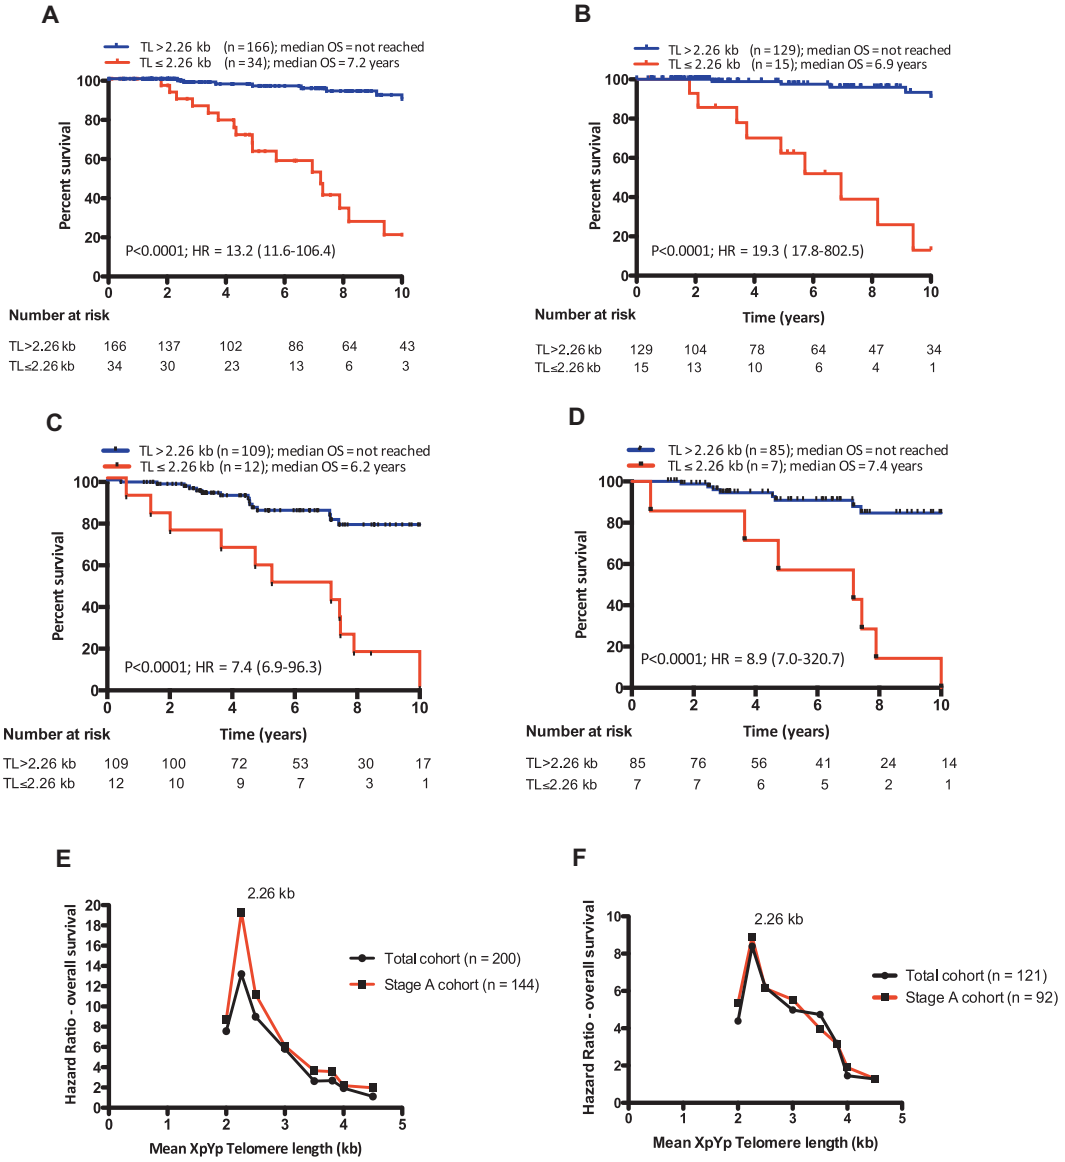 A
TL > 2.26 kb (n = 166); median OS = not reached
TL ≤ 2.26 kb (n = 34); median OS = 7.2 years
100
80
60
40
20
0
Percent survival
P<0.0001; HR = 13.2 (11.6-106.4)
0 2 4 6 8 10
Number at risk
TL>2.26 kb 166 137 102 86 64 43
TL≤2.26 kb 34 30 23 13 6 3
B
TL > 2.26 kb (n = 129); median OS = not reached
TL ≤ 2.26 kb (n = 15); median OS = 6.9 years
100
80
60
40
20
0
Percent survival
P<0.0001; HR = 19.3 ( 17.8-802.5)
0 2 4 6 8 10
Number at risk Time (years)
TL>2.26 kb 129 104 78 64 47 34
TL≤2.26 kb 15 13 10 6 4 1
C
TL > 2.26 kb (n = 109); median OS = not reached
TL ≤ 2.26 kb (n = 12); median OS = 6.2 years
100
80
60
40
20
0
Percent survival
P<0.0001; HR = 7.4 (6.9-96.3)
0 2 4 6 8 10
Number at risk Time (years)
TL>2.26 kb 109 100 72 53 30 17
TL≤2.26 kb 12 10 9 7 3 1
D
TL > 2.26 kb (n = 85); median OS = not reached
TL ≤ 2.26 kb (n = 7); median OS = 7.4 years
100
80
60
40
20
0
Percent survival
P<0.0001; HR = 8.9 (7.0-320.7)
0 2 4 6 8 10
Number at risk Time (years)
TL>2.26 kb 85 76 56 41 24 14
TL≤2.26 kb 7 7 6 5 2 1
E
2.26 kb
20
18
16
14
12
10
8
6
4
2
0
Hazard Ratio - overall survival
Total cohort (n = 200)
Stage A cohort (n = 144)
0 1 2 3 4 5
Mean XpYp Telomere length (kb)
F
2.26 kb
10
8
6
4
2
0
Hazard Ratio - overall survival
Total cohort (n = 121)
Stage A cohort (n = 92)
0 1 2 3 4 5
Mean XpYp Telomere length (kb)